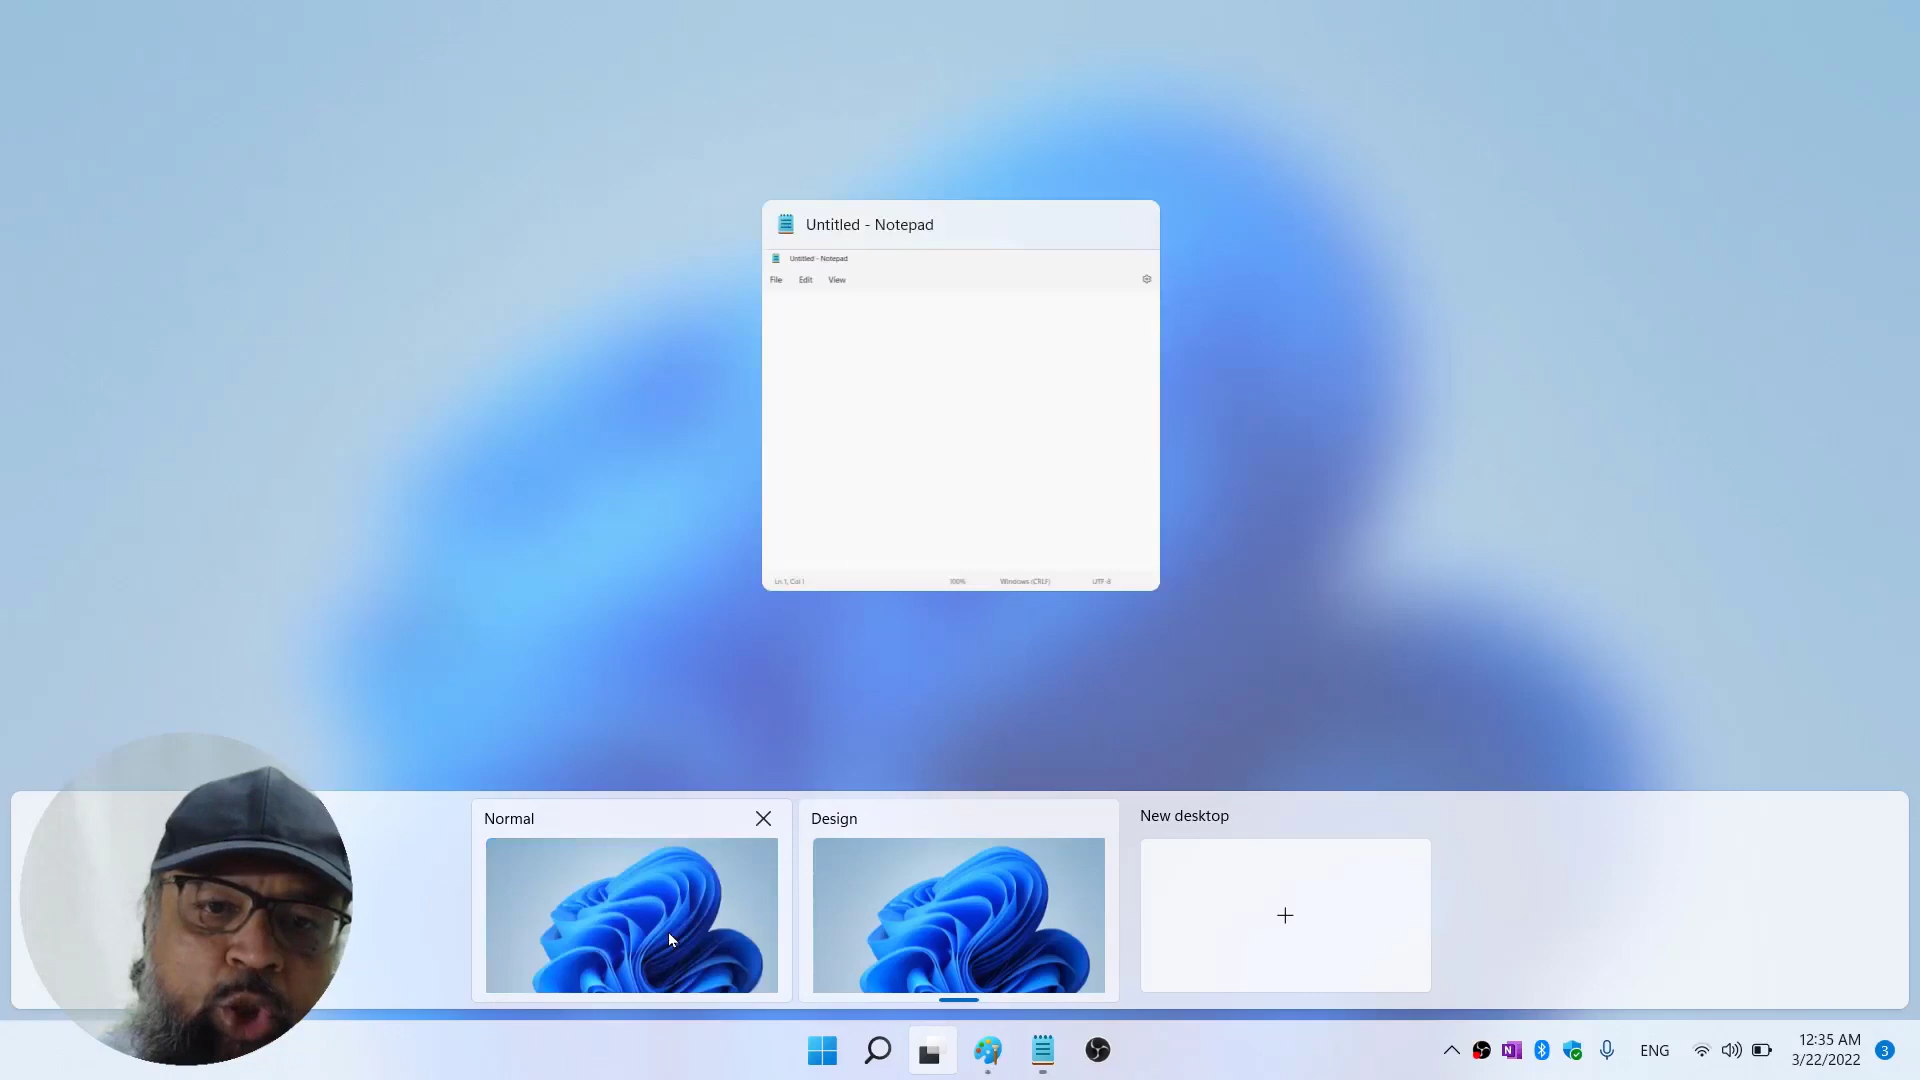 Untitled - Notepad
Untitled - Notepad
File Edit View
Ln 1, Col 1 100% Windows (CRLF) UTF-8
Normal
Design
New desktop
N
ENG
12:35 AM
3/22/2022
3